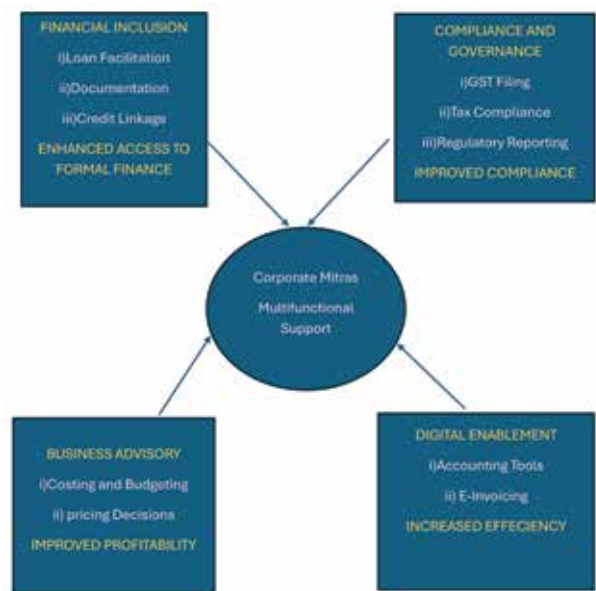 FINANCIAL INCLUSION
i)Loan Facilitation
ii)Documentation
iii)Credit Linkage
ENHANCED ACCESS TO
FORMAL FINANCE
COMPLIANCE AND
GOVERNANCE
i)GST Filing
ii)Tax Compliance
iii)Regulatory Reporting
IMPROVED COMPLIANCE
Corporate Mitras
Multifunctional
Support
BUSINESS ADVISORY
i)Costing and Budgeting
ii) pricing Decisions
IMPROVED PROFITABILITY
DIGITAL ENABLEMENT
i)Accounting Tools
ii) E-Invoicing
INCREASED EFFECIENCY